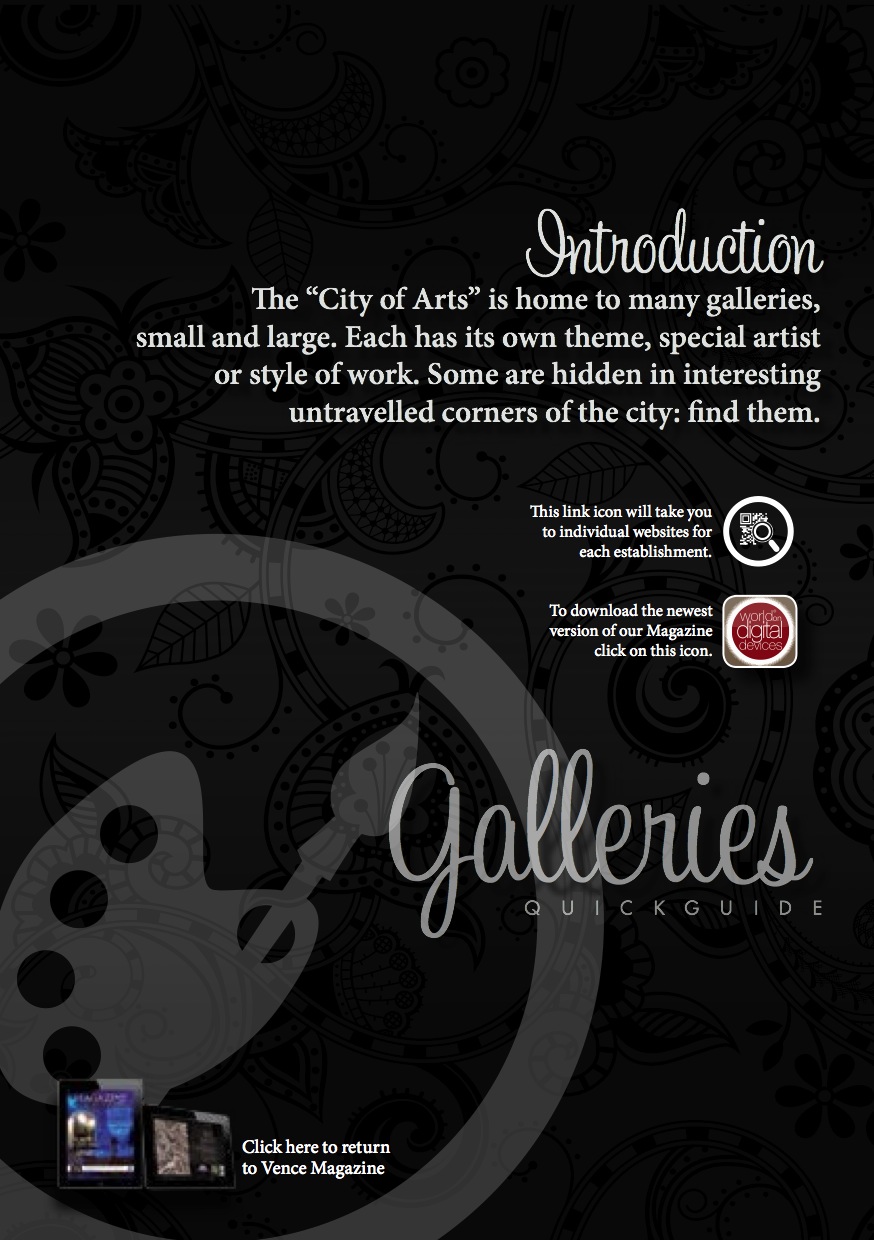 Introduction
The “City of Arts” is home to many galleries,
small and large. Each has its own theme, special artist
or style of work. Some are hidden in interesting
untravelled corners of the city: find them.
This link icon will take you
to individual websites for
each establishment.
To download the newest
version of our Magazine
click on this icon.
world on
digital
devices
Galleries
QUICKGUIDE
MAGAZINE
Click here to return
to Vence Magazine